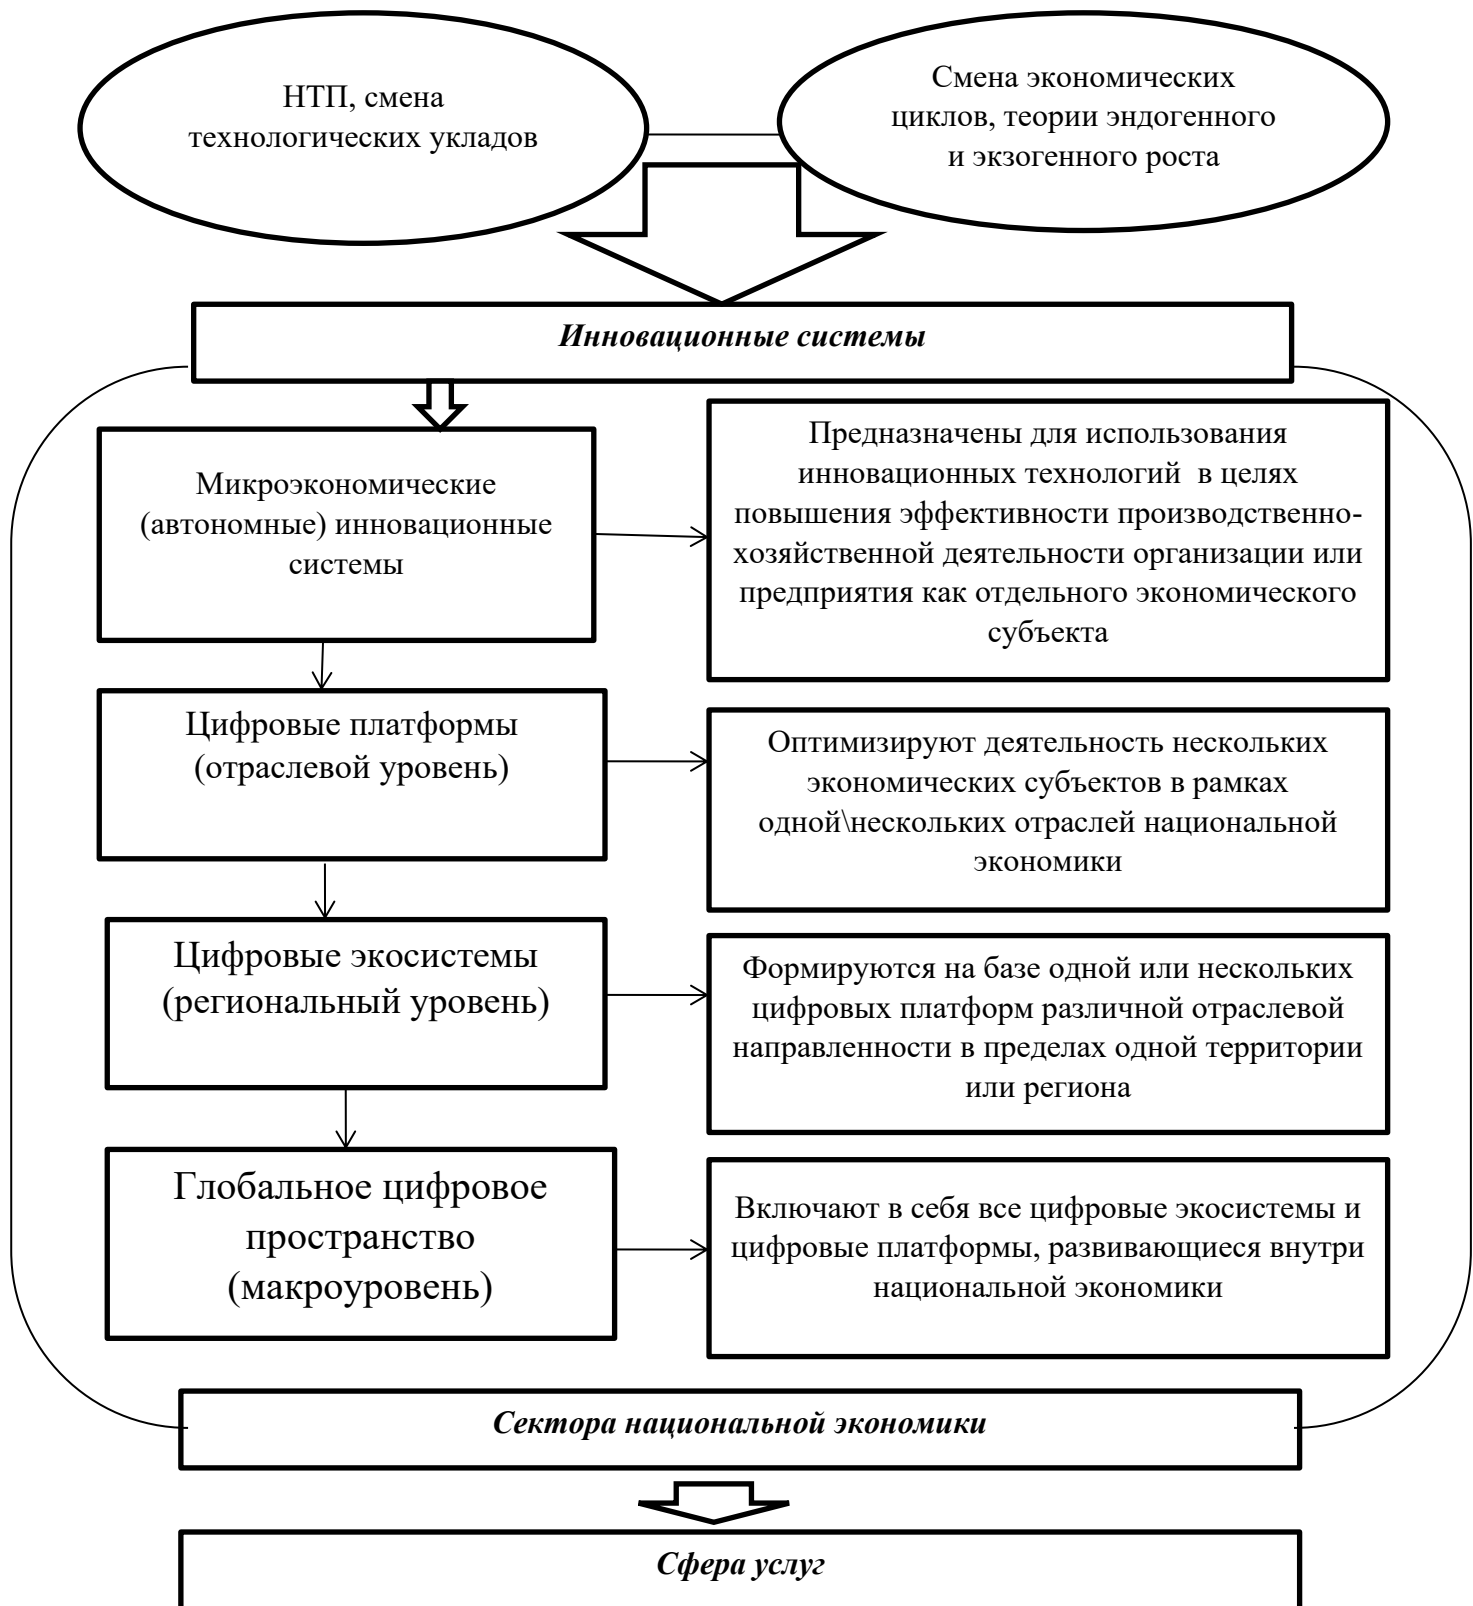 НТП, смена
технологических укладов
Смена экономических
циклов, теории эндогенного
и экзогенного роста
Инновационные системы
Микроэкономические
(автономные) инновационные
системы
Предназначены для использования
инновационных технологий  в целях
повышения эффективности производственно-
хозяйственной деятельности организации или
предприятия как отдельного экономического
субъекта
Цифровые платформы
(отраслевой уровень)
Оптимизируют деятельность нескольких
экономических субъектов в рамках
одной\нескольких отраслей национальной
экономики
Цифровые экосистемы
(региональный уровень)
Формируются на базе одной или нескольких
цифровых платформ различной отраслевой
направленности в пределах одной территории
или региона
Глобальное цифровое
пространство
(макроуровень)
Включают в себя все цифровые экосистемы и
цифровые платформы, развивающиеся внутри
национальной экономики
Сектора национальной экономики
Сфера услуг